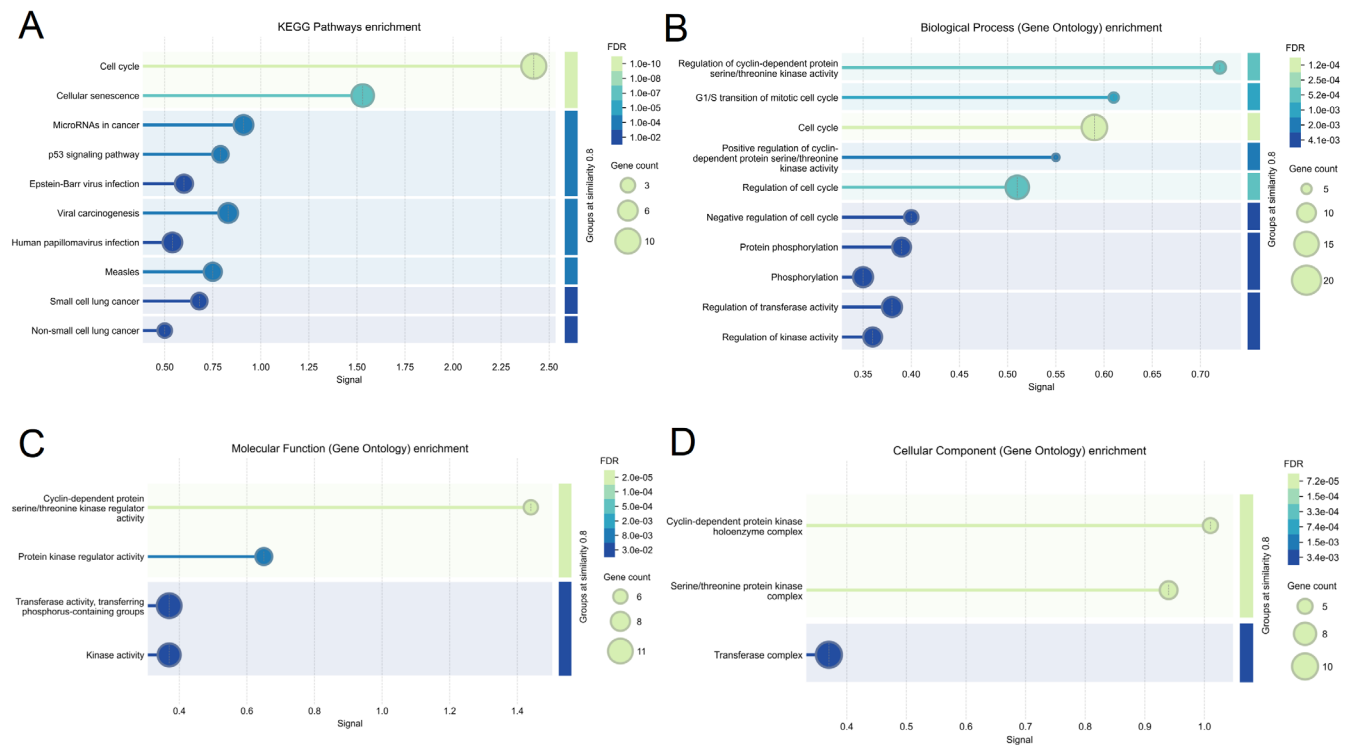 A
KEGG Pathways enrichment
Cell cycle
Cellular senescence
MicroRNAs in cancer
p53 signaling pathway
Epstein-Barr virus infection
Viral carcinogenesis
Human papillomavirus infection
Measles
Small cell lung cancer
Non-small cell lung cancer
0.50 0.75 1.00 1.25 1.50 1.75 2.00 2.25 2.50
Signal
Groups at similarity 0.8
FDR
1.0e-10
1.0e-08
1.0e-07
1.0e-05
1.0e-04
1.0e-02
Gene count
3
6
10
B
Biological Process (Gene Ontology) enrichment
Regulation of cyclin-dependent protein
serine/threonine kinase activity
G1/S transition of mitotic cell cycle
Cell cycle
Positive regulation of cyclin-
dependent protein serine/threonine
kinase activity
Regulation of cell cycle
Negative regulation of cell cycle
Protein phosphorylation
Phosphorylation
Regulation of transferase activity
Regulation of kinase activity
0.35 0.40 0.45 0.50 0.55 0.60 0.65 0.70
Signal
Groups at similarity 0.8
FDR
1.2e-04
2.5e-04
5.2e-04
1.0e-03
2.0e-03
4.1e-03
Gene count
5
10
15
20
C
Molecular Function (Gene Ontology) enrichment
Cyclin-dependent protein
serine/threonine kinase regulator
activity
Protein kinase regulator activity
Transferase activity, transferring
phosphorus-containing groups
Kinase activity
0.4 0.6 0.8 1.0 1.2 1.4
Signal
Groups at similarity 0.8
FDR
2.0e-05
1.0e-04
5.0e-04
2.0e-03
8.0e-03
3.0e-02
Gene count
6
8
11
D
Cellular Component (Gene Ontology) enrichment
Cyclin-dependent protein kinase
holoenzyme complex
Serine/threonine protein kinase
complex
Transferase complex
0.4 0.5 0.6 0.7 0.8 0.9 1.0
Signal
Groups at similarity 0.8
FDR
7.2e-05
1.5e-04
3.3e-04
7.4e-04
1.5e-03
3.4e-03
Gene count
5
8
10